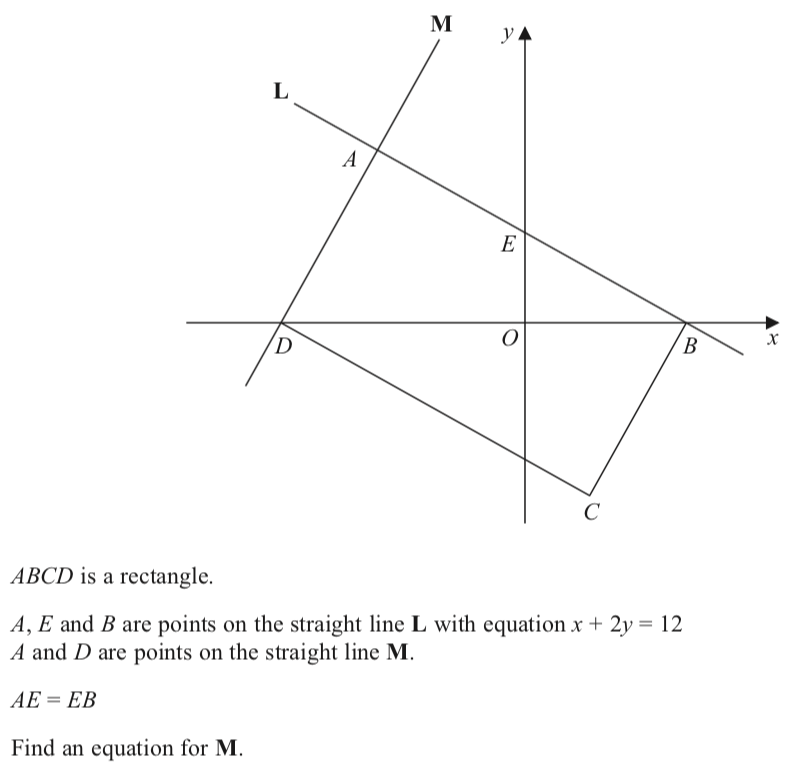 M
y
L
A
E
D
O
B
x
C
ABCD is a rectangle.
A, E and B are points on the straight line L with equation x + 2y = 12
A and D are points on the straight line M.
AE = EB
Find an equation for M.